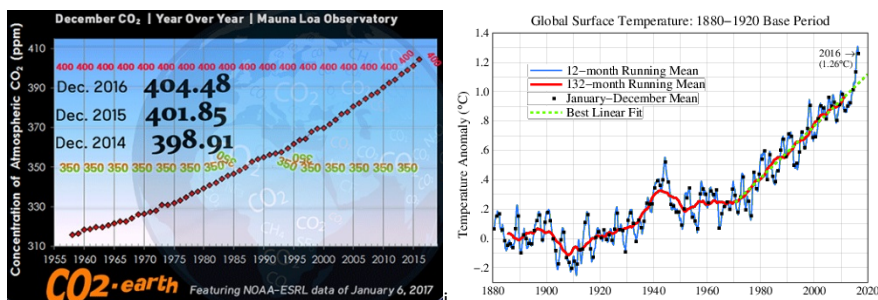 December CO₂ | Year Over Year | Mauna Loa Observatory
Concentration of Atmospheric CO₂ (ppm)
410
390
370
350
330
310
400 400 400 400 400 400 400 400 400 400 400 400 400 400
Dec. 2016 404.48
Dec. 2015 401.85
Dec. 2014 398.91
350 350 350 350 350 350 350 350 350 350 350 350 350 350
1955 1960 1965 1970 1975 1980 1985 1990 1995 2000 2005 2010 2015
CO2.earth
Featuring NOAA-ESRL data of January 6, 2017
Global Surface Temperature: 1880−1920 Base Period
Temperature Anomaly (°C)
1.4
1.2
1.0
.8
.6
.4
.2
0.
−.2
2016
(1.26°C)
12−month Running Mean
132−month Running Mean
January−December Mean
Best Linear Fit
1880 1900 1920 1940 1960 1980 2000 2020